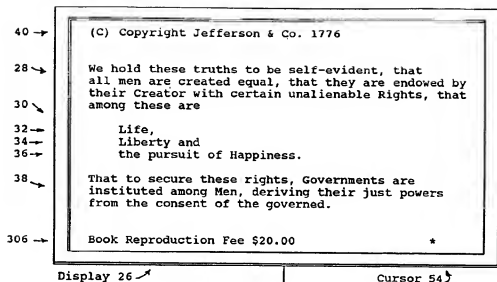 40 → (C) Copyright Jefferson & Co. 1776
28 → We hold these truths to be self-evident, that
all men are created equal, that they are endowed by
their Creator with certain unalienable Rights, that
30 → among these are
32 → Life,
34 → Liberty and
36 → the pursuit of Happiness.
38 → That to secure these rights, Governments are
instituted among Men, deriving their just powers
from the consent of the governed.
306 → Book Reproduction Fee $20.00 *
Display 26 Cursor 54